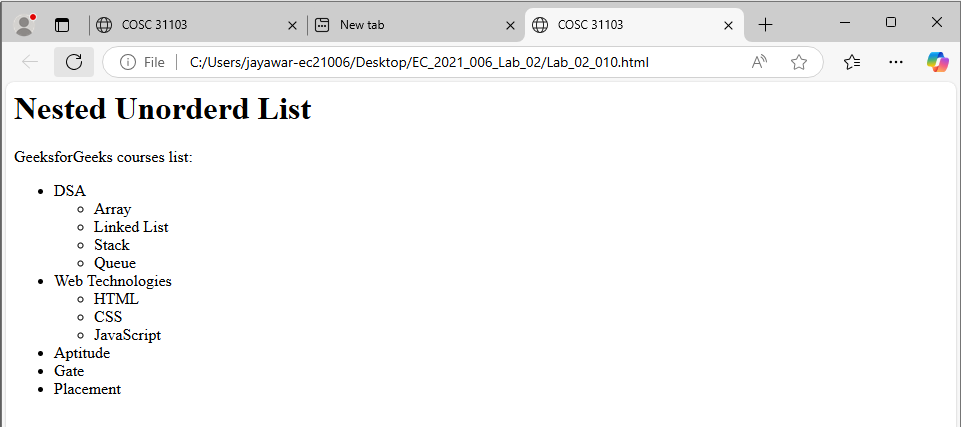 COSC 31103
New tab
COSC 31103
File
C:/Users/jayawar-ec21006/Desktop/EC_2021_006_Lab_02/Lab_02_010.html
Nested Unorderd List
GeeksforGeeks courses list:
DSA
Array
Linked List
Stack
Queue
Web Technologies
HTML
CSS
JavaScript
Aptitude
Gate
Placement